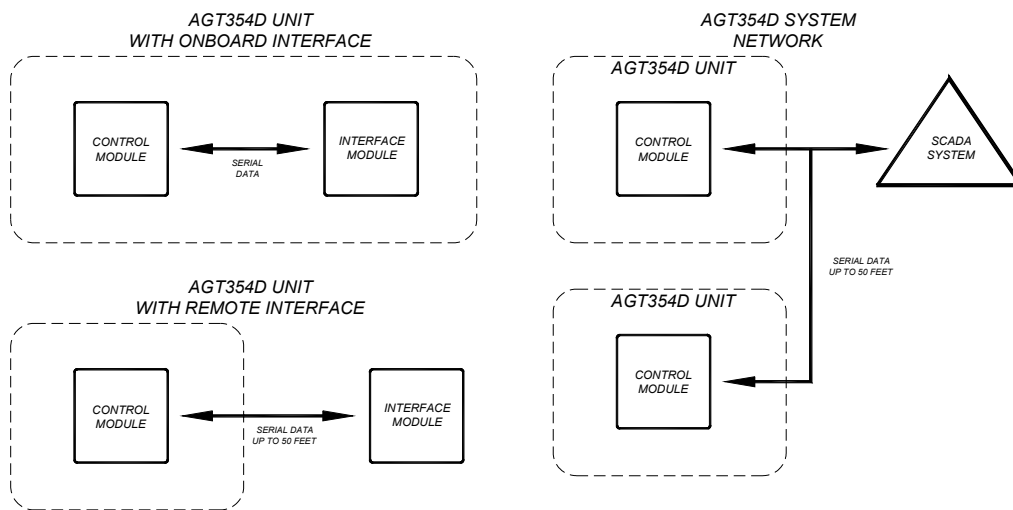 AGT354D UNIT
WITH ONBOARD INTERFACE
CONTROL
MODULE
SERIAL
DATA
INTERFACE
MODULE
AGT354D UNIT
WITH REMOTE INTERFACE
CONTROL
MODULE
SERIAL DATA
UP TO 50 FEET
INTERFACE
MODULE
AGT354D SYSTEM
NETWORK
AGT354D UNIT
CONTROL
MODULE
SCADA
SYSTEM
SERIAL DATA
UP TO 50 FEET
AGT354D UNIT
CONTROL
MODULE